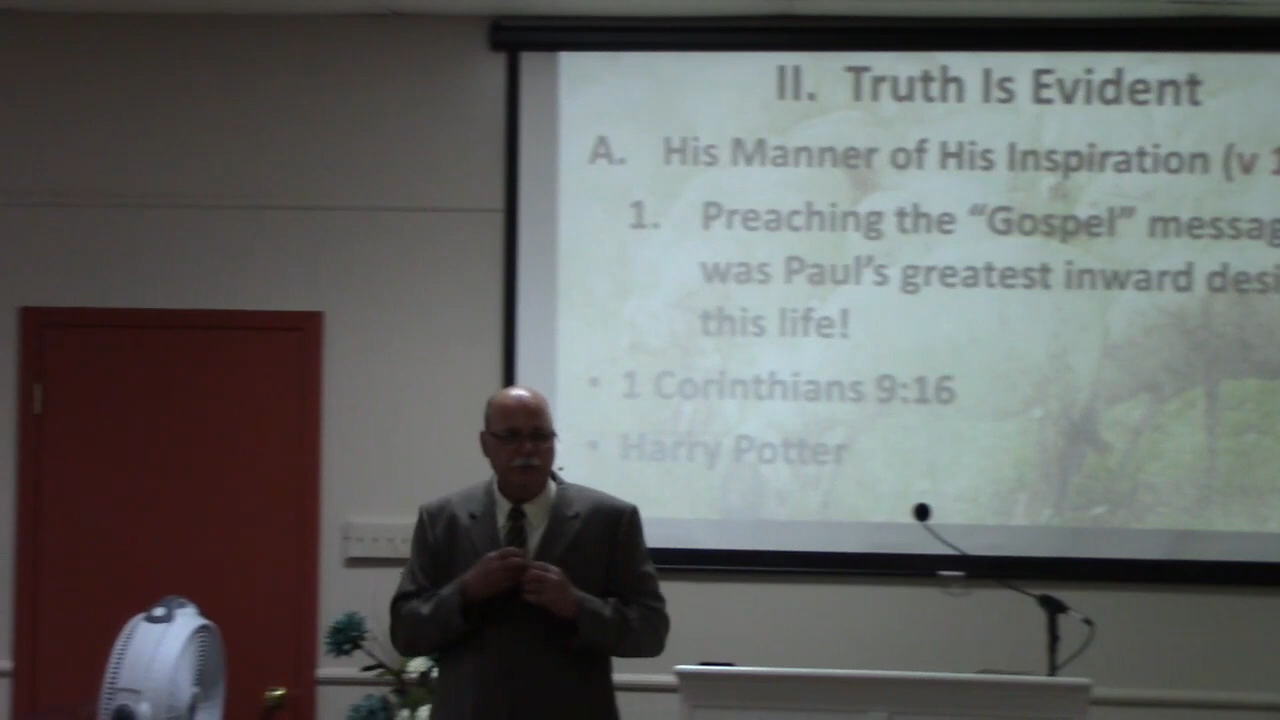 II. Truth Is Evident
A. His Manner of His Inspiration (v 1
1. Preaching the “Gospel” messag
was Paul’s greatest inward desi
this life!
• 1 Corinthians 9:16
• Harry Potter